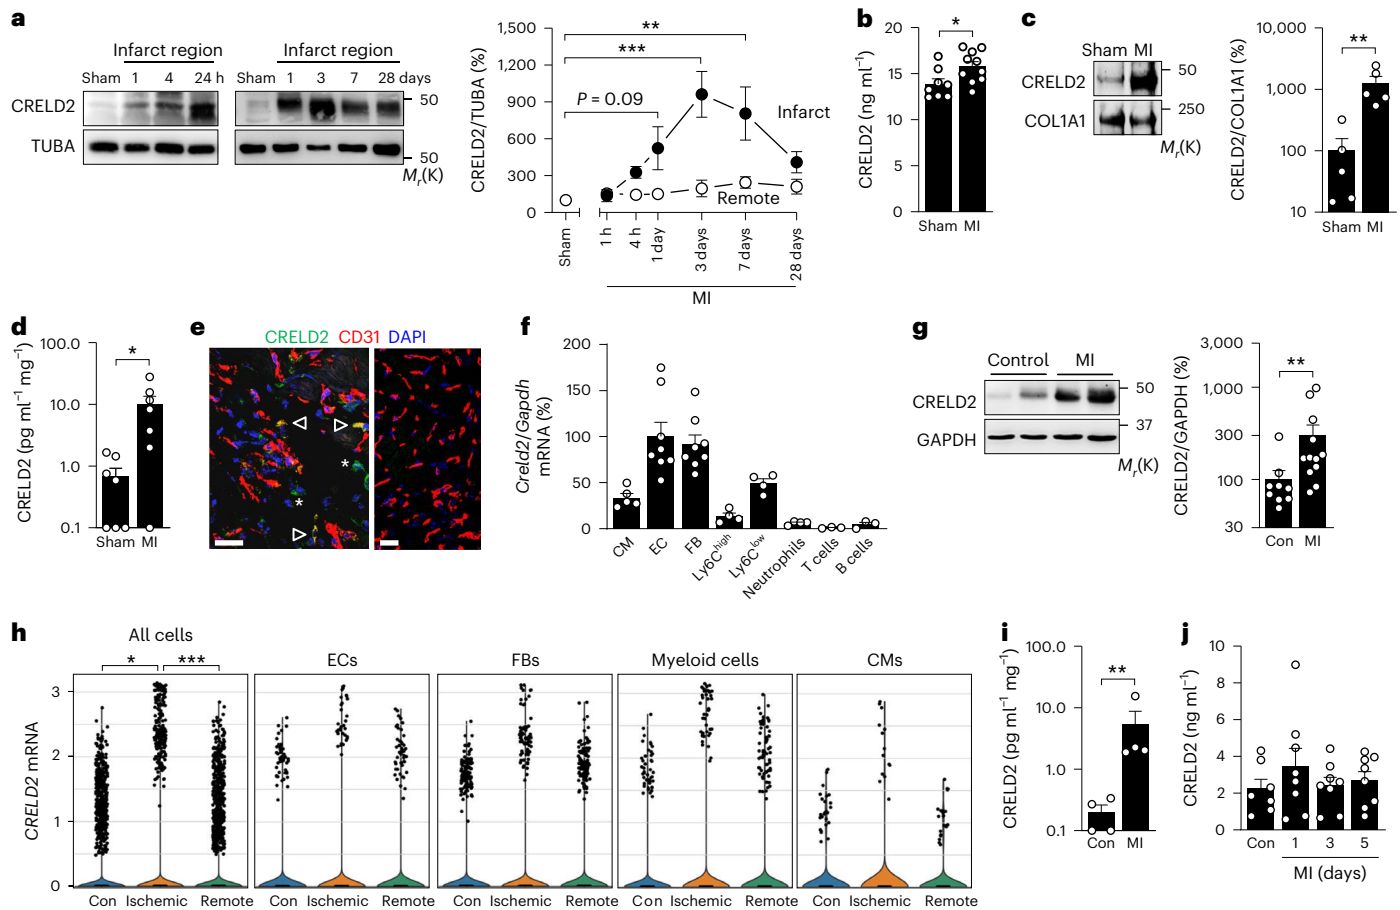 a
Infarct region
Infarct region
Sham 1 4 24 h
Sham 1 3 7 28 days
CRELD2
50
TUBA
50
Mr(K)
CRELD2/TUBA (%)
1,500
1,200
900
600
300
0
**
***
P = 0.09
Infarct
Remote
Sham
1 h
4 h
1 day
3 days
7 days
28 days
MI
b
CRELD2 (ng ml−1)
20
15
10
5
0
*
Sham MI
c
Sham MI
CRELD2
50
250
COL1A1
Mr(K)
CRELD2/COL1A1 (%)
10,000
1,000
100
10
**
Sham MI
d
CRELD2 (pg ml−1 mg−1)
100.0
10.0
1.0
0.1
*
Sham MI
e
CRELD2 CD31 DAPI
*
*
f
Creld2/Gapdh
mRNA (%)
200
150
100
50
0
CM
EC
FB
Ly6Chigh
Ly6Clow
Neutrophils
T cells
B cells
g
Control MI
CRELD2
50
37
GAPDH
Mr(K)
CRELD2/GAPDH (%)
3,000
1,000
300
100
30
**
Con MI
h
All cells
* ***
ECs
FBs
Myeloid cells
CMs
CRELD2 mRNA
3
2
1
0
Con Ischemic Remote
Con Ischemic Remote
Con Ischemic Remote
Con Ischemic Remote
Con Ischemic Remote
i
CRELD2 (pg ml−1 mg−1)
100.0
10.0
1.0
0.1
**
Con MI
j
CRELD2 (ng ml−1)
10
8
6
4
2
0
Con 1 3 5
MI (days)